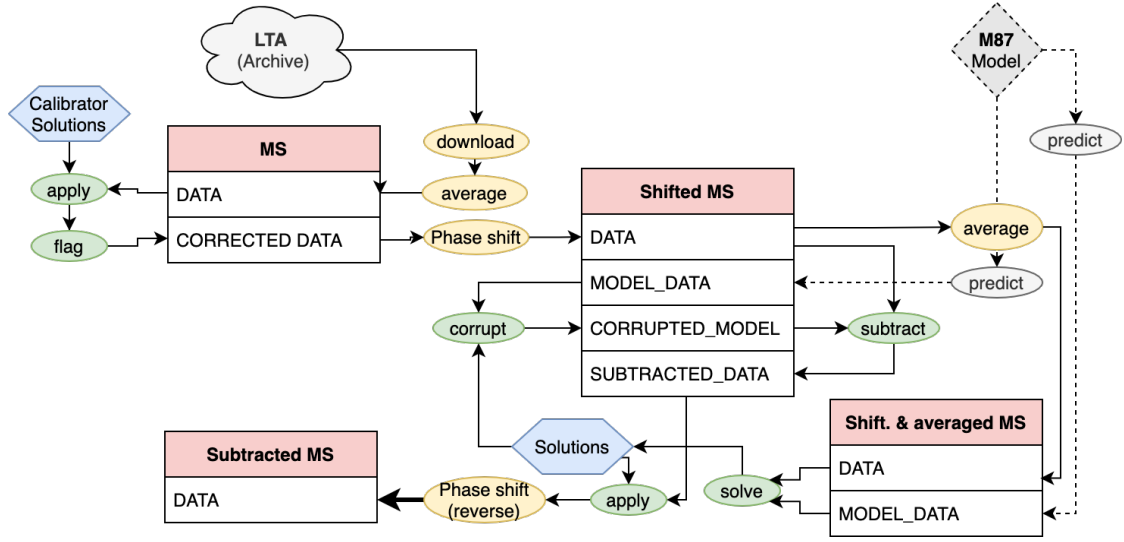 LTA
(Archive)
M87
Model
Calibrator
Solutions
MS
download
predict
apply
DATA
average
Shifted MS
flag
CORRECTED DATA
Phase shift
DATA
average
MODEL_DATA
predict
corrupt
CORRUPTED_MODEL
subtract
SUBTRACTED_DATA
Shift. & averaged MS
Subtracted MS
Solutions
DATA
DATA
Phase shift
(reverse)
apply
solve
MODEL_DATA